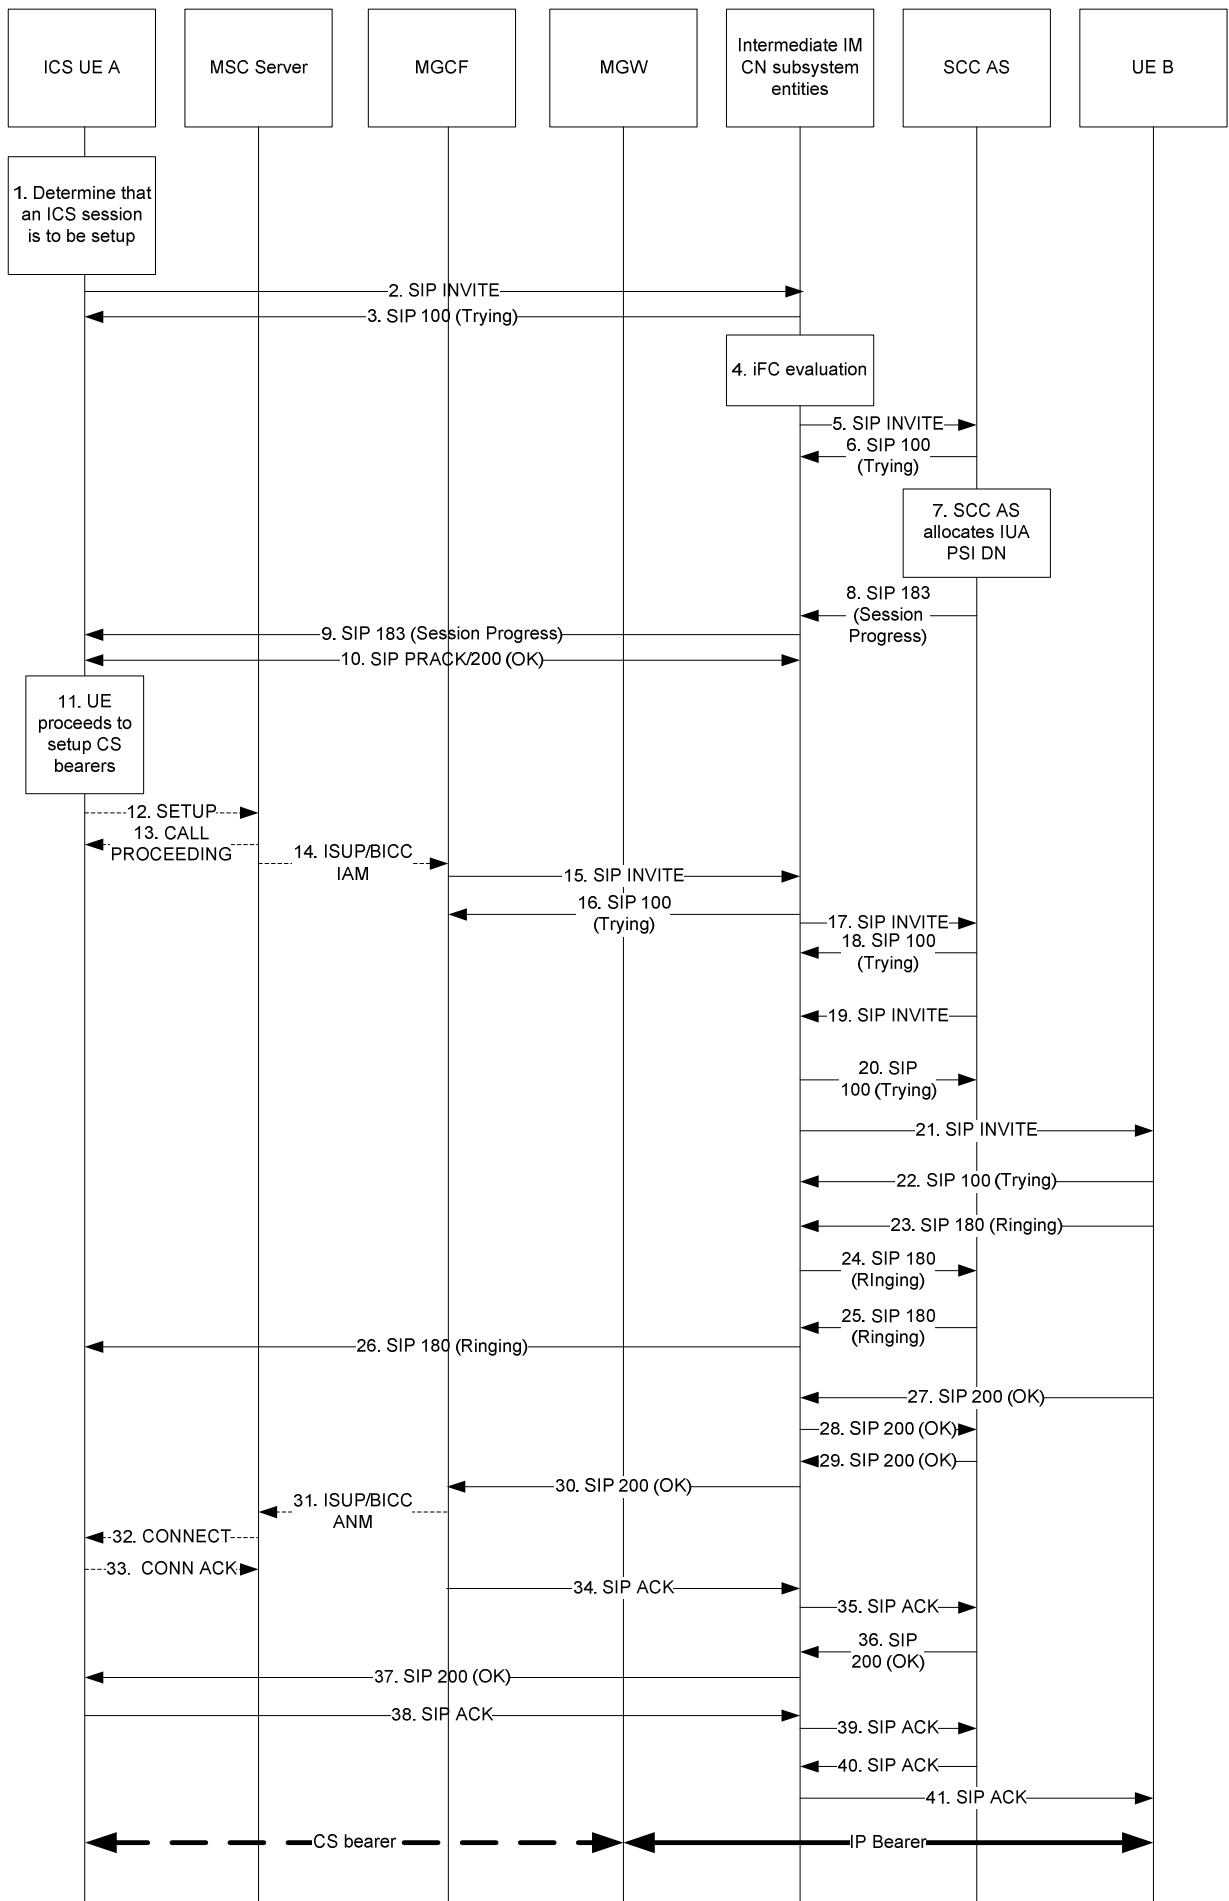 ICS UE A
MSC Server
MGCF
MGW
Intermediate IM
CN subsystem
entities
SCC AS
UE B
1. Determine that
an ICS session
is to be setup
2. SIP INVITE
3. SIP 100 (Trying)
4. iFC evaluation
5. SIP INVITE
6. SIP 100
(Trying)
7. SCC AS
allocates IUA
PSI DN
8. SIP 183
(Session
Progress)
9. SIP 183 (Session Progress)
10. SIP PRACK/200 (OK)
11. UE
proceeds to
setup CS
bearers
12. SETUP
13. CALL
PROCEEDING
14. ISUP/BICC
IAM
15. SIP INVITE
16. SIP 100
(Trying)
17. SIP INVITE
18. SIP 100
(Trying)
19. SIP INVITE
20. SIP
100 (Trying)
21. SIP INVITE
22. SIP 100 (Trying)
23. SIP 180 (Ringing)
24. SIP 180
(RInging)
25. SIP 180
(Ringing)
26. SIP 180 (Ringing)
27. SIP 200 (OK)
28. SIP 200 (OK)
29. SIP 200 (OK)
30. SIP 200 (OK)
31. ISUP/BICC
ANM
32. CONNECT
33. CONN ACK
34. SIP ACK
35. SIP ACK
36. SIP
200 (OK)
37. SIP 200 (OK)
38. SIP ACK
39. SIP ACK
40. SIP ACK
41. SIP ACK
CS bearer
IP Bearer